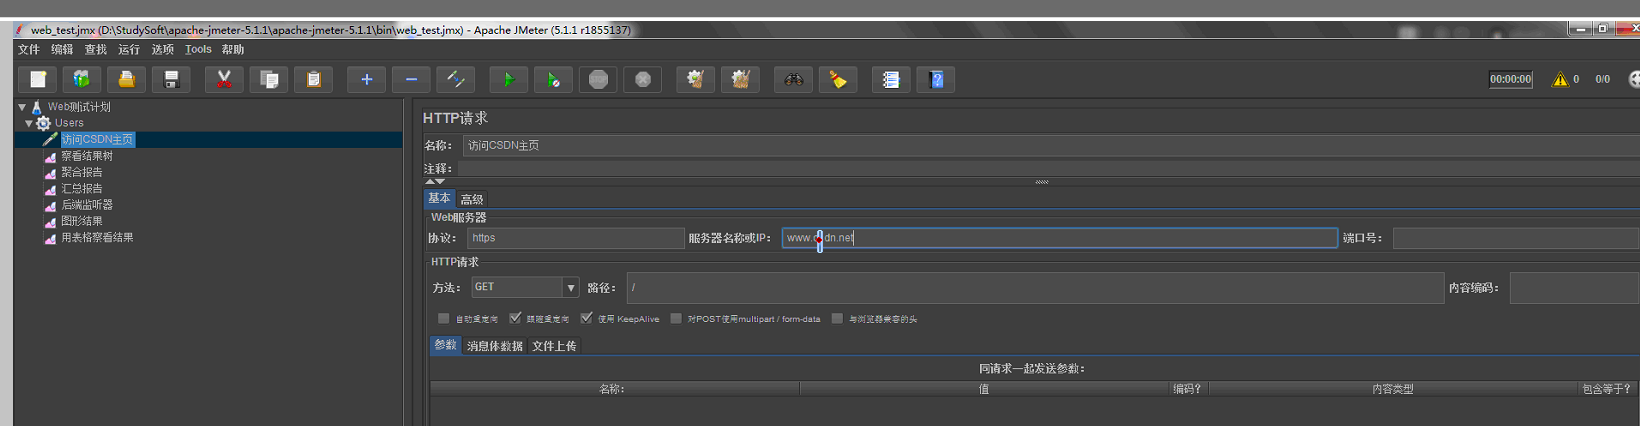 web_test.jmx (D:\StudySoft\apache-jmeter-5.1.1\apache-jmeter-5.1.1\bin\web_test.jmx) - Apache JMeter (5.1.1 r1855137)
文件 编辑 查找 运行 选项 Tools 帮助
00:00:00 0 0/0
Web测试计划
Users
访问CSDN主页
察看结果树
聚合报告
汇总报告
后端监听器
图形结果
用表格察看结果
HTTP请求
名称： 访问CSDN主页
注释：
基本 高级
Web服务器
协议： https 服务器名称或IP： www.csdn.net 端口号：
HTTP请求
方法： GET 路径： / 内容编码：
自动重定向 跟随重定向 使用 KeepAlive 对POST使用multipart / form-data 与浏览器兼容的头
参数 消息体数据 文件上传
同请求一起发送参数：
名称： 值 编码？ 内容类型 包含等于？